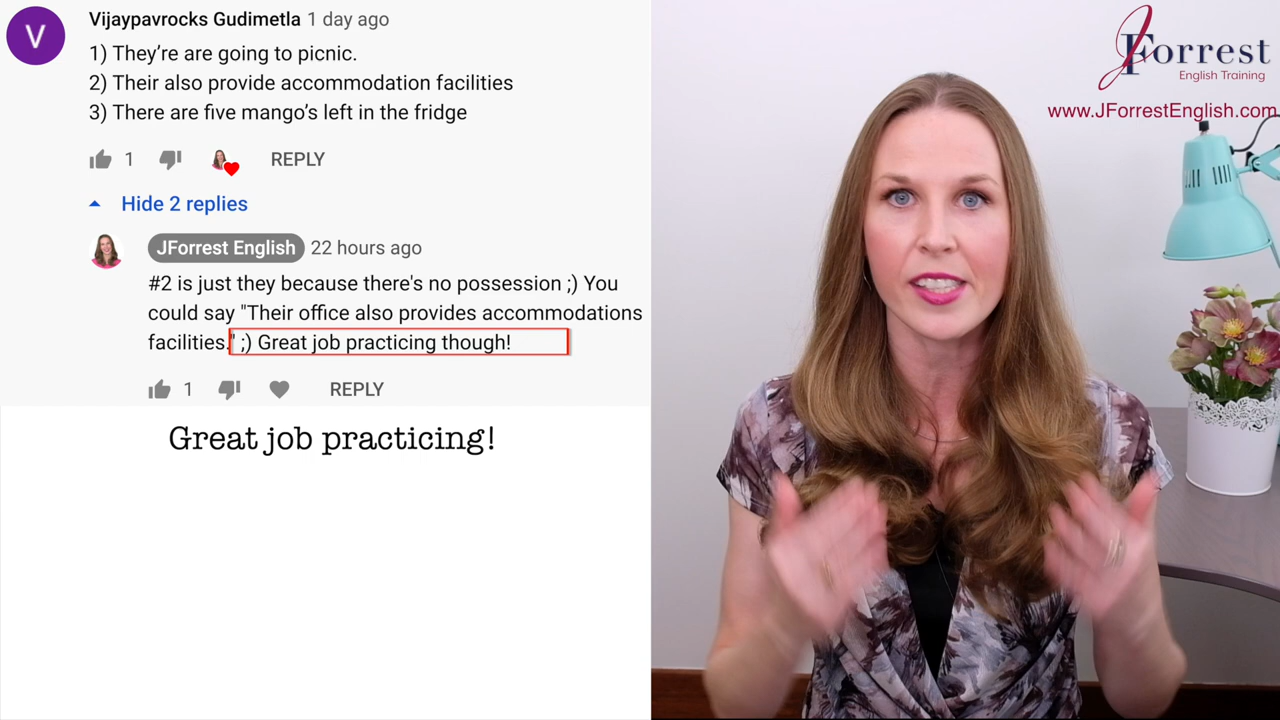 V
Vijaypavrocks Gudimetla 1 day ago
1) They're are going to picnic.
2) Their also provide accommodation facilities
3) There are five mango's left in the fridge
1 REPLY
Hide 2 replies
JForrest English 22 hours ago
#2 is just they because there's no possession ;) You
could say "Their office also provides accommodations
facilities." ;) Great job practicing though!
1 REPLY
Great job practicing!
JForrest
English Training
www.JForrestEnglish.com